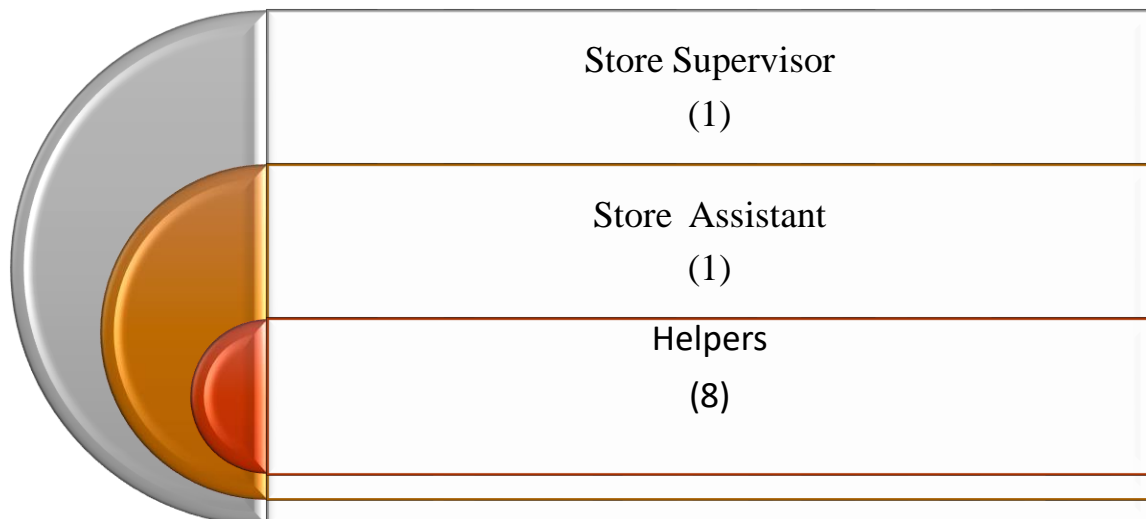 Store Supervisor
(1)
Store  Assistant
(1)
Helpers
(8)